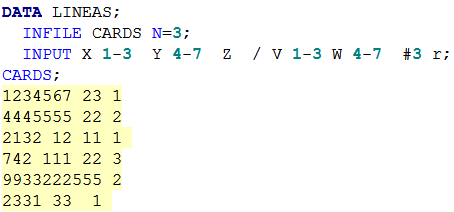 DATA LINEAS;
INFILE CARDS N=3;
INPUT X 1-3 Y 4-7 Z / V 1-3 W 4-7 #3 r;
CARDS;
1234567 23 1
4445555 22 2
2132 12 11 1
742 111 22 3
9933222555 2
2331 33 1